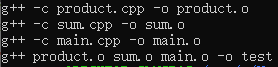 g++ -c product.cpp -o product.o
g++ -c sum.cpp -o sum.o
g++ -c main.cpp -o main.o
g++ product.o sum.o main.o -o test